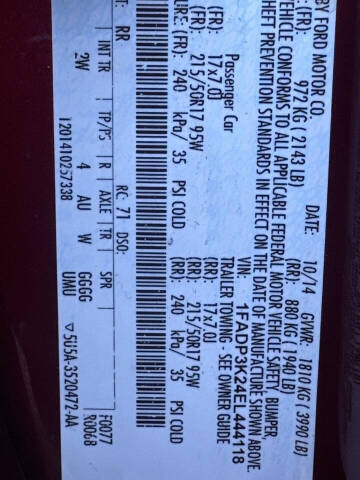 BY FORD MOTOR CO.
DATE: 10/14 GVWR: 1810 KG ( 3990 LB)
(FR): 972 KG ( 2143 LB) (RR): 880 KG ( 1940 LB)
VEHICLE CONFORMS TO ALL APPLICABLE FEDERAL MOTOR VEHICLE SAFETY, BUMPER,
THEFT PREVENTION STANDARDS IN EFFECT ON THE DATE OF MANUFACTURE SHOWN ABOVE.
VIN: 1FADP3K24EL444118
Passenger Car TRAILER TOWING - SEE OWNER GUIDE
(FR): 17x7.0J (RR): 17x7.0J
(FR): 215/50R17 95W (RR): 215/50R17 95W
(FR): 240 kPa/ 35 PSI COLD (RR): 240 kPa/ 35 PSI COLD
RR: RC: 71 DSO: F0077
R0068
INT TR TP/PS R AXLE TR SPR
2W 4 AU W GGGG UMU
1201410257338 ▽5U5A-3520472-AA